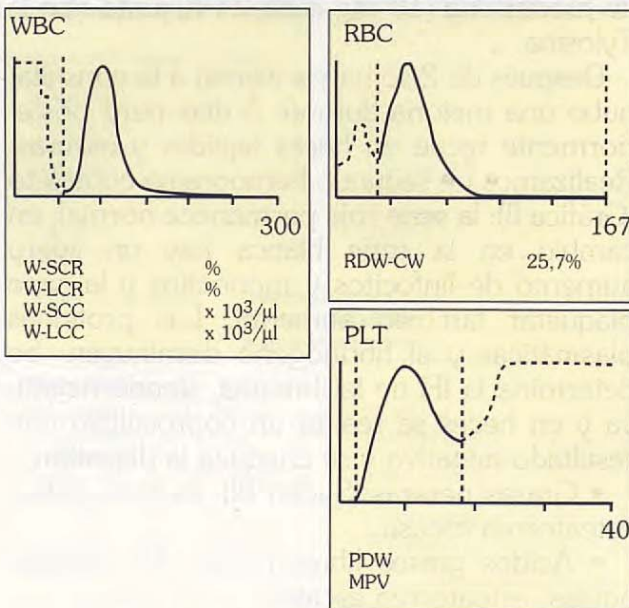 WBC
300
W-SCR %
W-LCR %
W-SCC x 10³/µl
W-LCC x 10³/µl
RBC
167
RDW-CW 25,7%
PLT
40
PDW
MPV